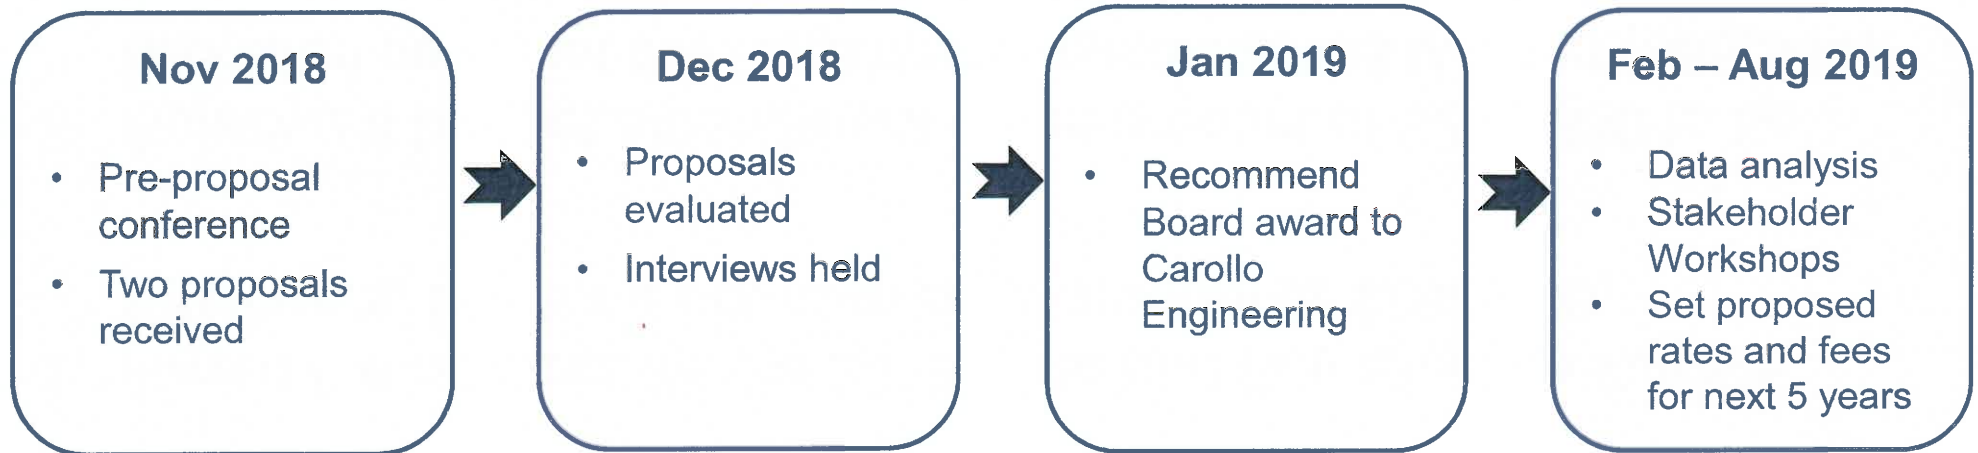 Nov 2018
• Pre-proposal
conference
• Two proposals
received
Dec 2018
• Proposals
evaluated
• Interviews held
Jan 2019
• Recommend
Board award to
Carollo
Engineering
Feb – Aug 2019
• Data analysis
• Stakeholder
Workshops
• Set proposed
rates and fees
for next 5 years